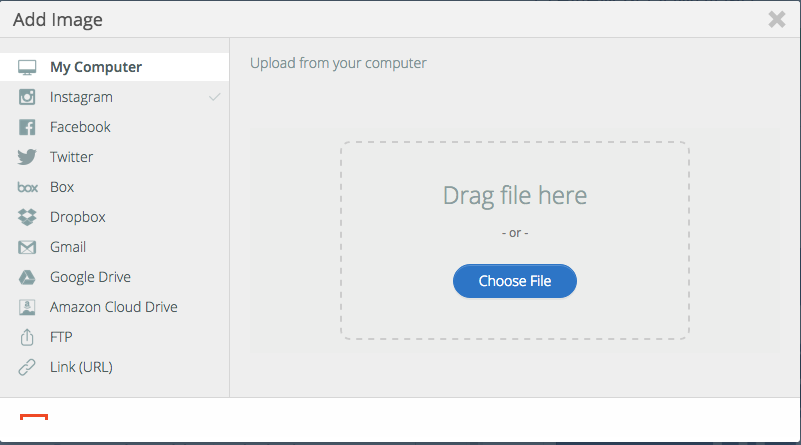 Add Image
My Computer
Instagram
Facebook
Twitter
box Box
Dropbox
Gmail
Google Drive
Amazon Cloud Drive
FTP
Link (URL)
Upload from your computer
Drag file here
- or -
Choose File